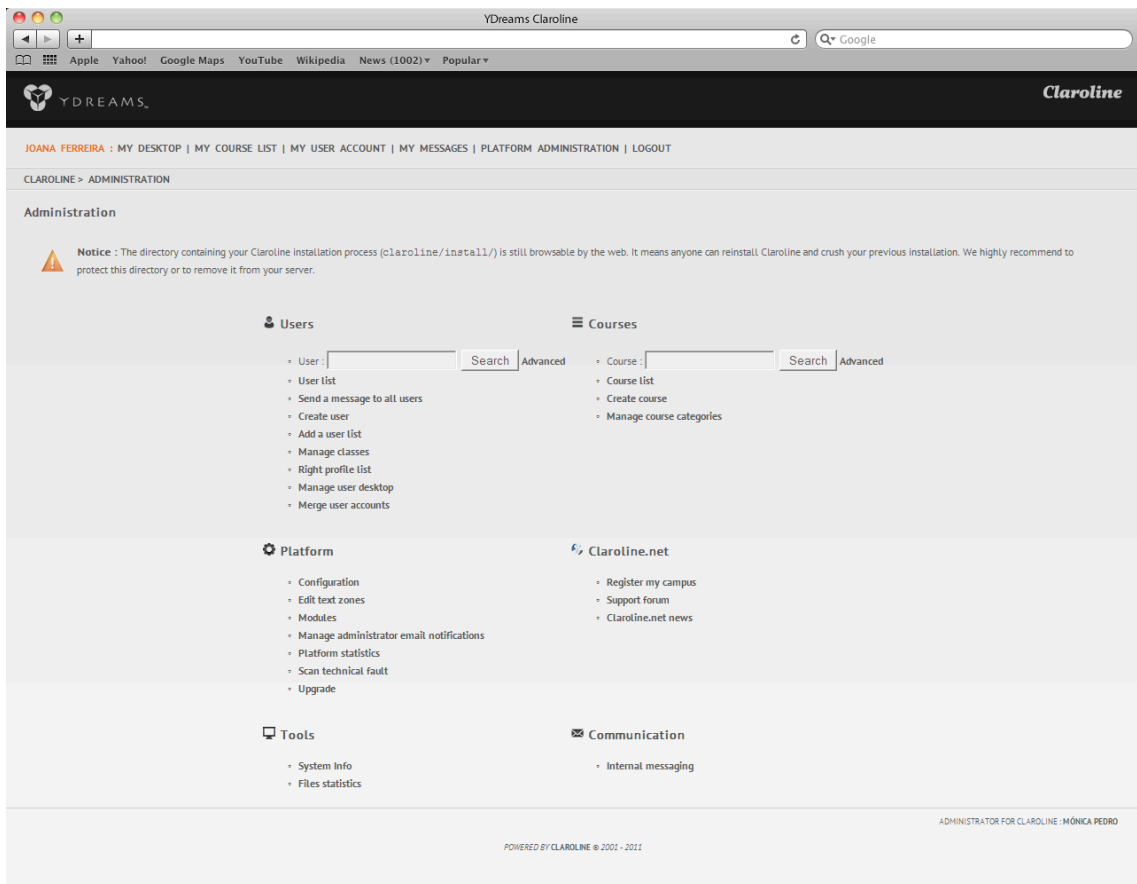 YDreams Claroline
Google
Apple Yahoo! Google Maps YouTube Wikipedia News (1002) Popular
YDREAMS
Claroline
JOANA FERREIRA : MY DESKTOP | MY COURSE LIST | MY USER ACCOUNT | MY MESSAGES | PLATFORM ADMINISTRATION | LOGOUT
CLAROLINE > ADMINISTRATION
Administration
Notice : The directory containing your Claroline installation process (claroline/install/) is still browsable by the web. It means anyone can reinstall Claroline and crush your previous installation. We highly recommend to
protect this directory or to remove it from your server.
Users
User : Search Advanced
User list
Send a message to all users
Create user
Add a user list
Manage classes
Right profile list
Manage user desktop
Merge user accounts
Courses
Course : Search Advanced
Course list
Create course
Manage course categories
Platform
Configuration
Edit text zones
Modules
Manage administrator email notifications
Platform statistics
Scan technical fault
Upgrade
Claroline.net
Register my campus
Support forum
Claroline.net news
Tools
System Info
Files statistics
Communication
Internal messaging
ADMINISTRATOR FOR CLAROLINE : MÓNICA PEDRO
POWERED BY CLAROLINE © 2001 - 2011